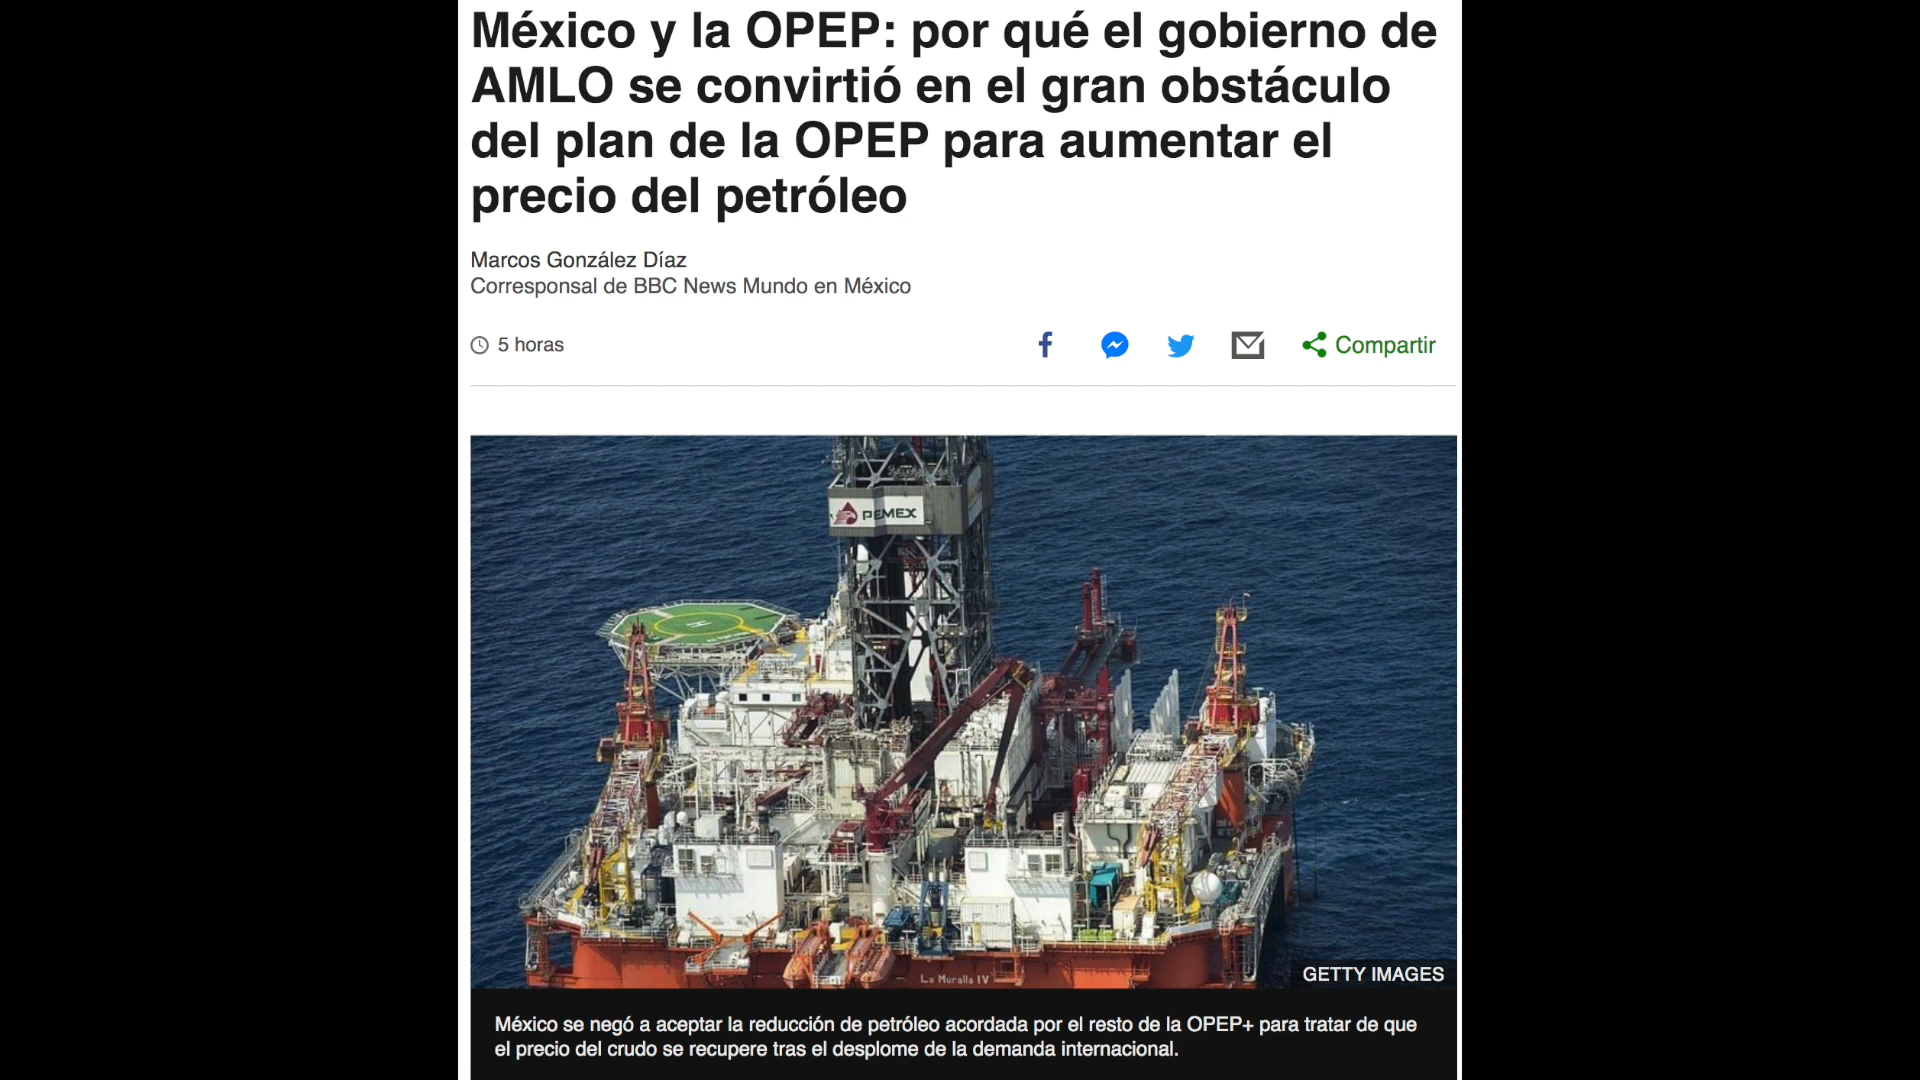 México y la OPEP: por qué el gobierno de
AMLO se convirtió en el gran obstáculo
del plan de la OPEP para aumentar el
precio del petróleo
Marcos González Díaz
Corresponsal de BBC News Mundo en México
5 horas
Compartir
PEMEX
H
La Muralla IV
GETTY IMAGES
México se negó a aceptar la reducción de petróleo acordada por el resto de la OPEP+ para tratar de que
el precio del crudo se recupere tras el desplome de la demanda internacional.